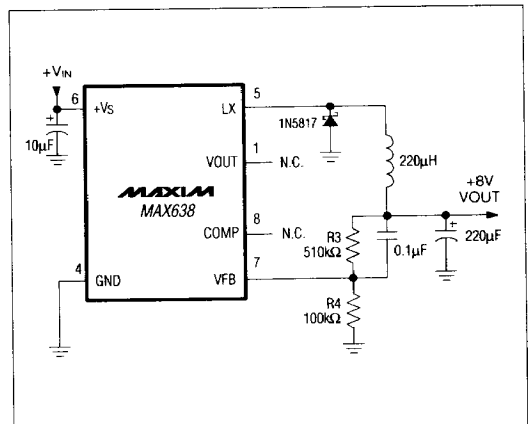 +VIN
6
+VS
10µF
5
LX
1N5817
1
VOUT
N.C.
220µH
MAXIM
MAX638
+8V
VOUT
8
COMP
N.C.
R3
510kΩ
0.1µF
220µF
4
GND
7
VFB
R4
100kΩ